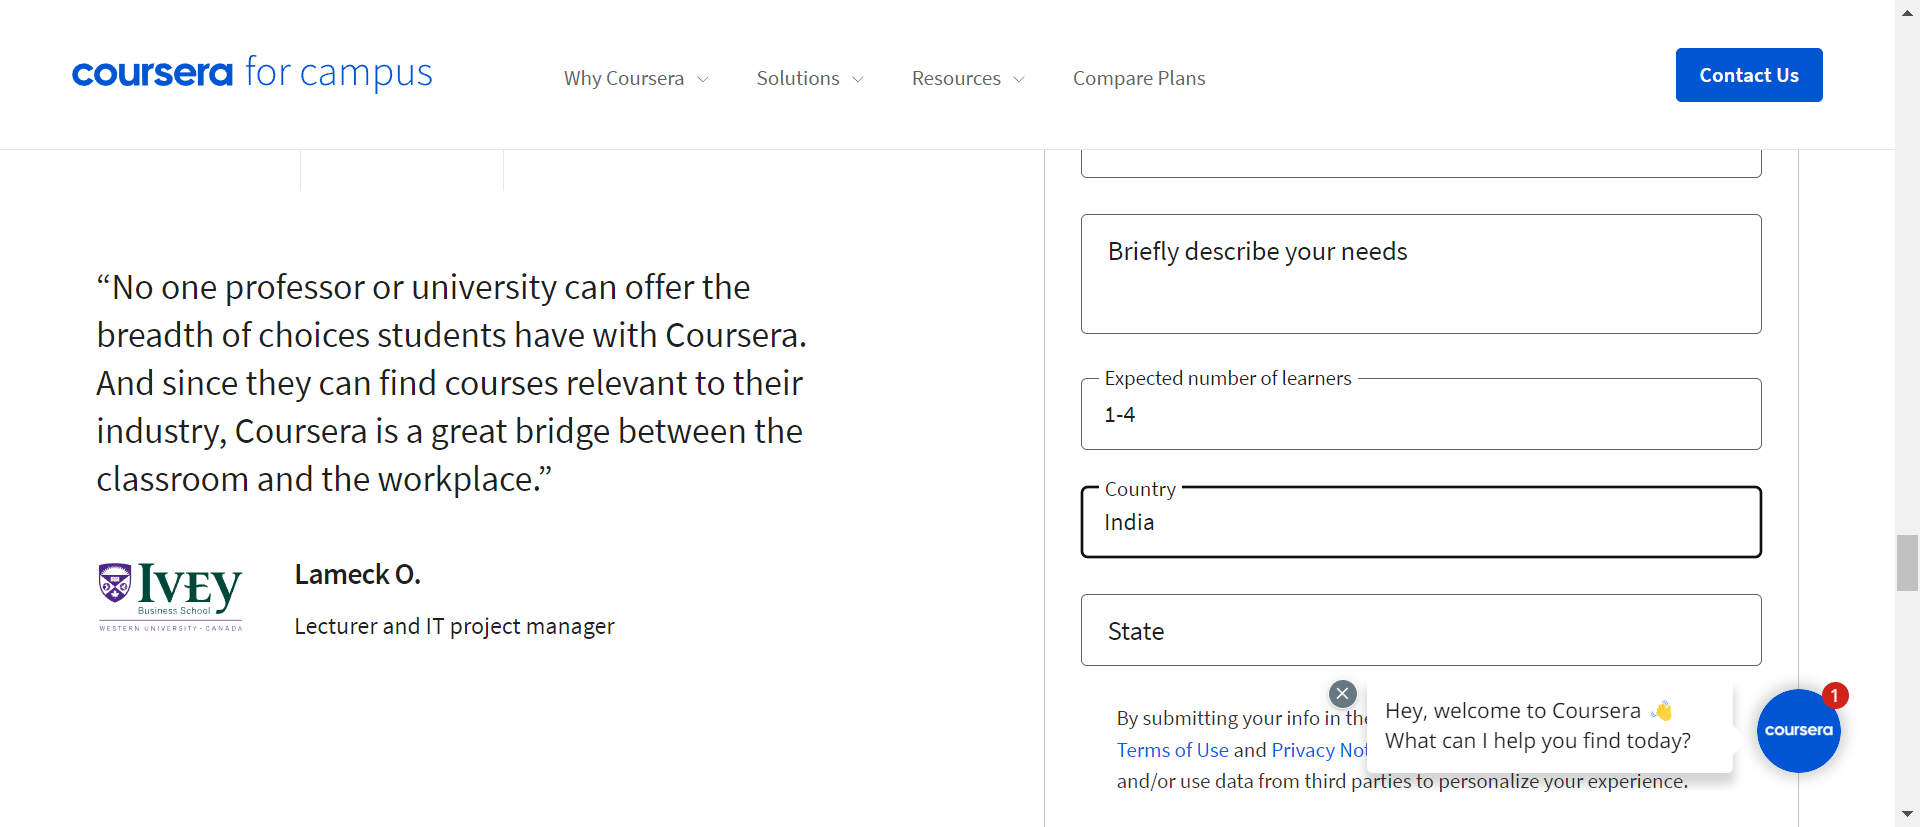 coursera for campus
Why Coursera
Solutions
Resources
Compare Plans
Contact Us
“No one professor or university can offer the
breadth of choices students have with Coursera.
And since they can find courses relevant to their
industry, Coursera is a great bridge between the
classroom and the workplace.”
IVEY
Business School
WESTERN UNIVERSITY · CANADA
Lameck O.
Lecturer and IT project manager
Briefly describe your needs
Expected number of learners
1-4
Country
India
State
By submitting your info in the
Terms of Use and Privacy Not
and/or use data from third parties to personalize your experience.
Hey, welcome to Coursera 👋
What can I help you find today?
1
coursera